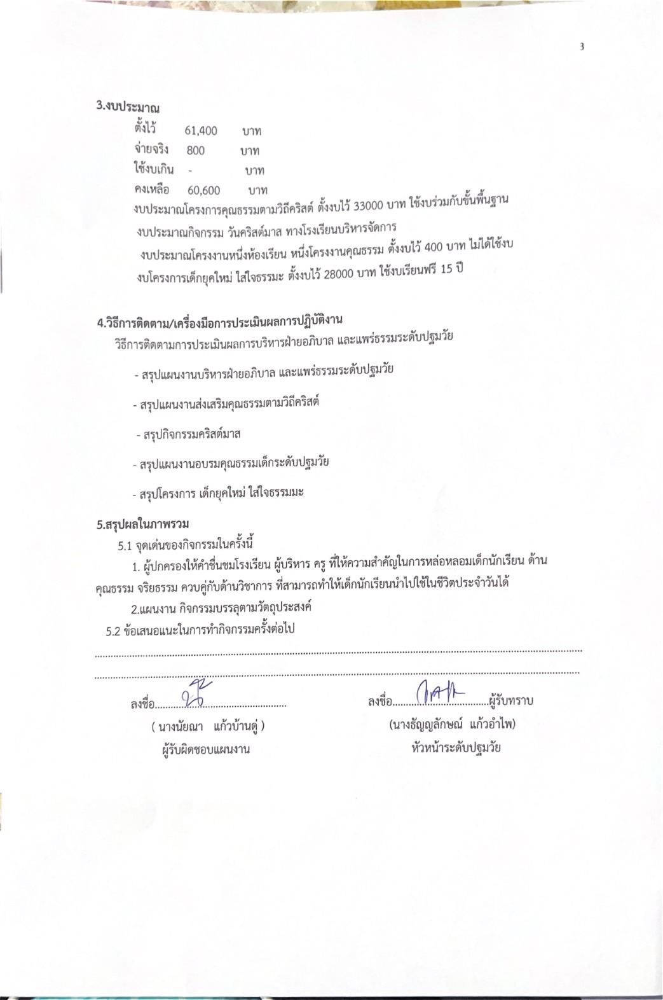 3
3.งบประมาณ
ตั้งไว้ 61,400 บาท
จ่ายจริง 800 บาท
ใช้งบเกิน - บาท
คงเหลือ 60,600 บาท
งบประมาณโครงการคุณธรรมตามวิถีคริสต์ ตั้งงบไว้ 33000 บาท ใช้งบร่วมกับขั้นพื้นฐาน
งบประมาณกิจกรรม วันคริสต์มาส ทางโรงเรียนบริหารจัดการ
งบประมาณโครงงานหนึ่งห้องเรียน หนึ่งโครงงานคุณธรรม ตั้งงบไว้ 400 บาท ไม่ได้ใช้งบ
งบโครงการเด็กยุคใหม่ ใส่ใจธรรมะ ตั้งงบไว้ 28000 บาท ใช้งบเรียนฟรี 15 ปี
4.วิธีการติดตาม/เครื่องมือการประเมินผลการปฏิบัติงาน
วิธีการติดตามการประเมินผลการบริหารฝ่ายอภิบาล และแพร่ธรรมระดับปฐมวัย
- สรุปแผนงานบริหารฝ่ายอภิบาล และแพร่ธรรมระดับปฐมวัย
- สรุปแผนงานส่งเสริมคุณธรรมตามวิถีคริสต์
- สรุปกิจกรรมคริสต์มาส
- สรุปแผนงานอบรมคุณธรรมเด็กระดับปฐมวัย
- สรุปโครงการ เด็กยุคใหม่ ใส่ใจธรรมมะ
5.สรุปผลในภาพรวม
5.1 จุดเด่นของกิจกรรมในครั้งนี้
1. ผู้ปกครองให้คำชื่นชมโรงเรียน ผู้บริหาร ครู ที่ให้ความสำคัญในการหล่อหลอมเด็กนักเรียน ด้าน
คุณธรรม จริยธรรม ควบคู่กับด้านวิชาการ ที่สามารถทำให้เด็กนักเรียนนำไปใช้ในชีวิตประจำวันได้
2.แผนงาน กิจกรรมบรรลุตามวัตถุประสงค์
5.2 ข้อเสนอแนะในการทำกิจกรรมครั้งต่อไป
ลงชื่อ.................................................. ลงชื่อ....................................ผู้รับทราบ
( นางนัยณา แก้วบ้านดู่ ) (นางธัญญลักษณ์ แก้วอำไพ)
ผู้รับผิดชอบแผนงาน หัวหน้าระดับปฐมวัย